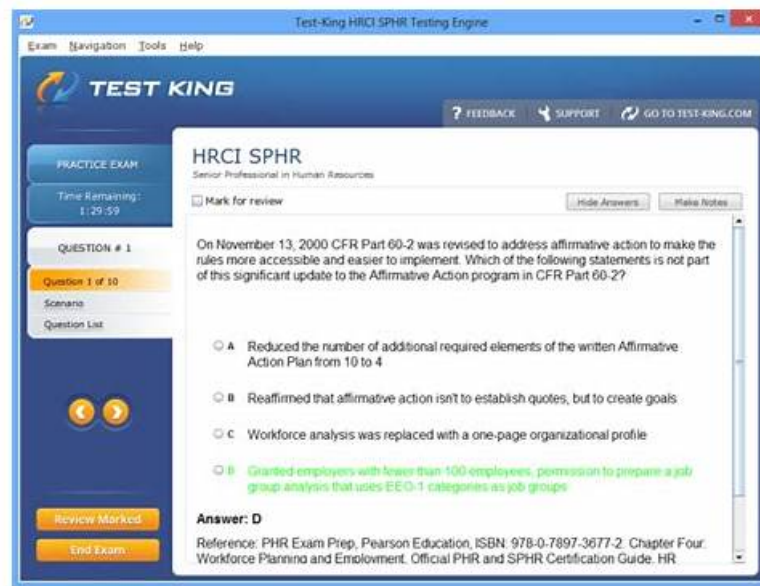 Test-King HRCI SPHR Testing Engine
Exam Navigation Tools Help
TEST KING
? FEEDBACK SUPPORT GO TO TEST-KING.COM
PRACTICE EXAM
Time Remaining:
1:29:59
QUESTION # 1
Question 1 of 10
Scenario
Question List
Review Marked
End Exam
HRCI SPHR
Senior Professional in Human Resources
Mark for review
Hide Answers
Make Notes
On November 13, 2000 CFR Part 60-2 was revised to address affirmative action to make the
rules more accessible and easier to implement. Which of the following statements is not part
of this significant update to the Affirmative Action program in CFR Part 60-2?
A Reduced the number of additional required elements of the written Affirmative
Action Plan from 10 to 4
B Reaffirmed that affirmative action isn't to establish quotes, but to create goals
C Workforce analysis was replaced with a one-page organizational profile
D Granted employers with fewer than 100 employees, permission to prepare a job
group analysis that uses EEO-1 categories as job groups
Answer: D
Reference: PHR Exam Prep, Pearson Education, ISBN: 978-0-7897-3677-2. Chapter Four:
Workforce Planning and Employment. Official PHR and SPHR Certification Guide. HR